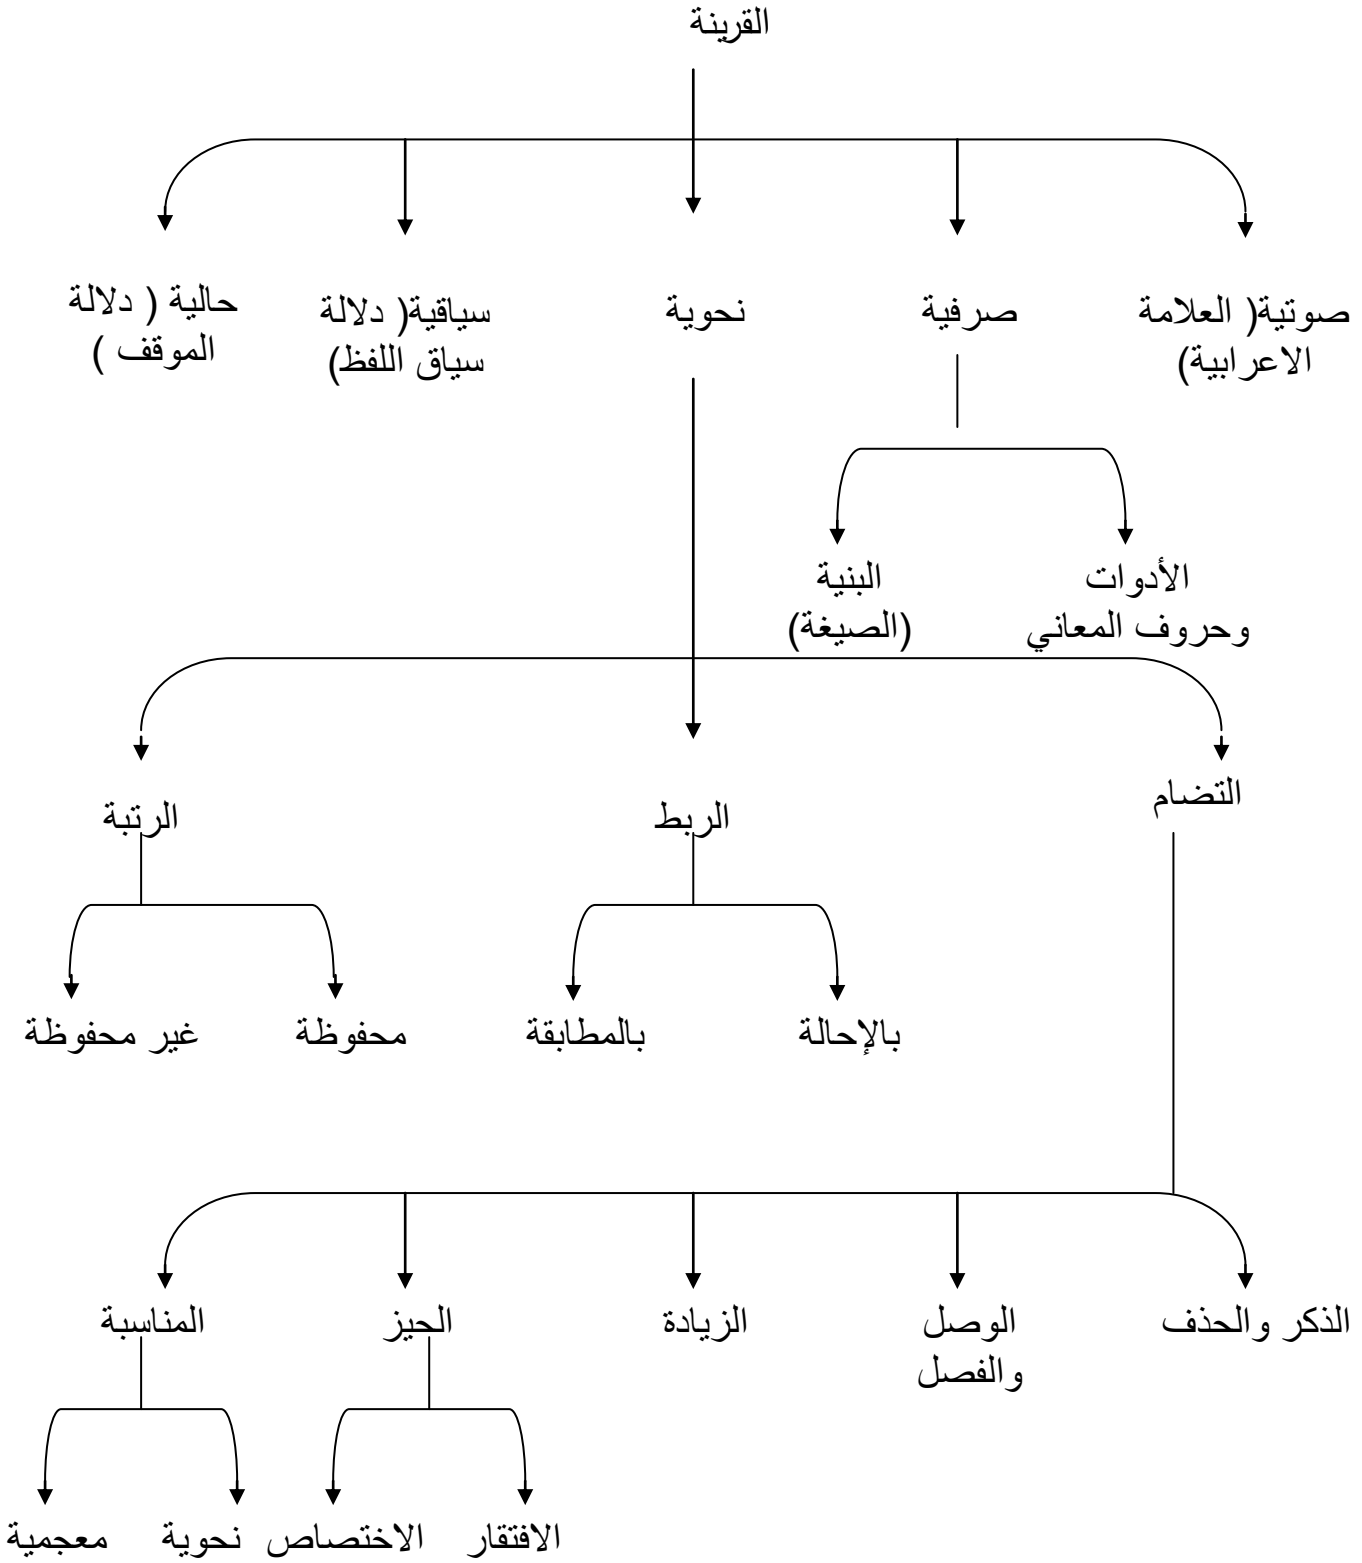 القرينة
صوتية( العلامة
الاعرابية)
صرفية
نحوية
سياقية( دلالة
سياق اللفظ)
حالية ( دلالة
الموقف )
الأدوات
وحروف المعاني
البنية
(الصيغة)
التضام
الربط
الرتبة
بالإحالة
بالمطابقة
محفوظة
غير محفوظة
الذكر والحذف
الوصل
والفصل
الزيادة
الحيز
المناسبة
الافتقار
الاختصاص
نحوية
معجمية